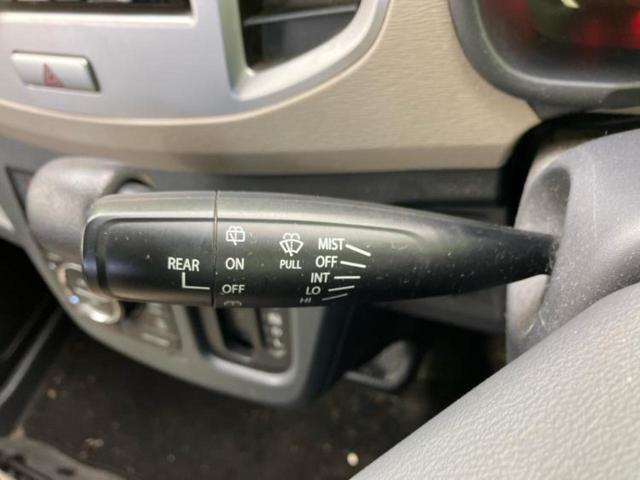 REAR
ON
OFF
PULL
MIST
OFF
INT
LO
HI